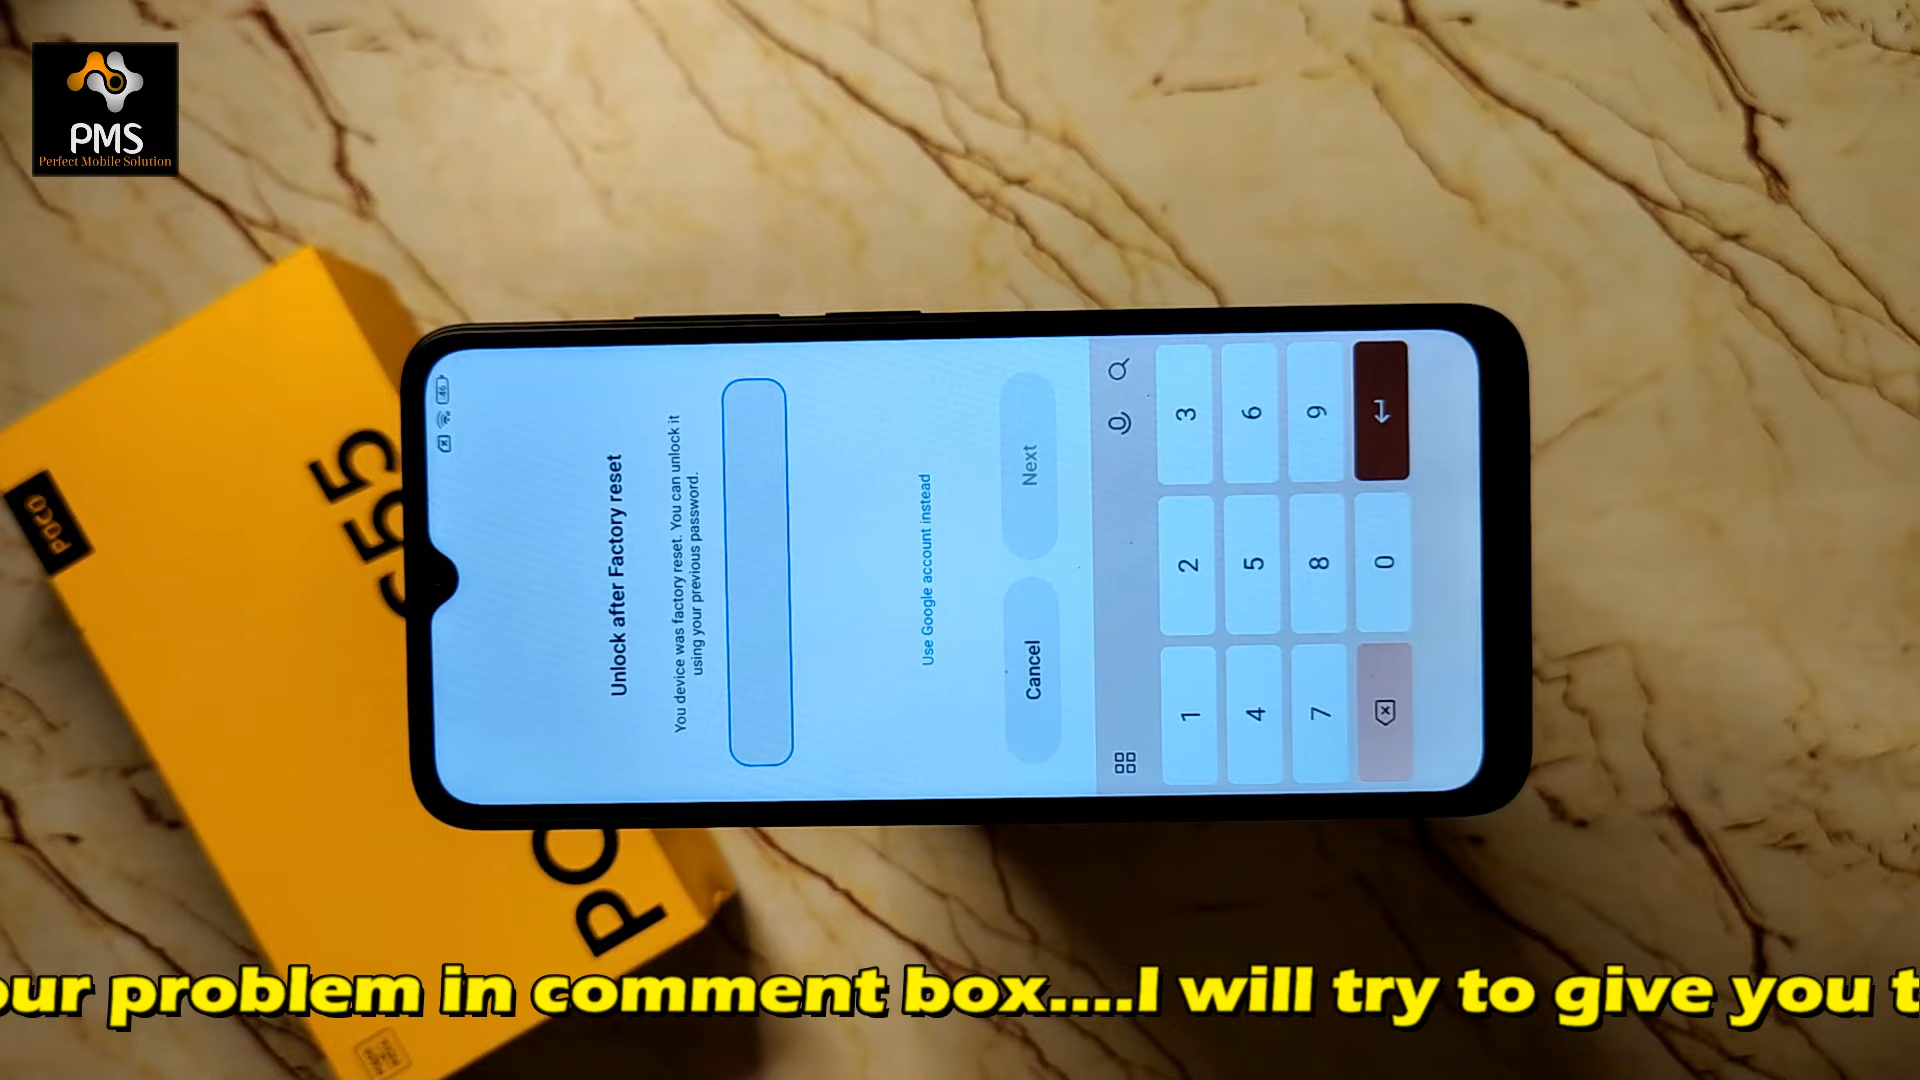 PMS
Perfect Mobile Solution
POCO
C55
PO
46
Unlock after Factory reset
You device was factory reset. You can unlock it
using your previous password.
Use Google account instead
Cancel Next
1 2 3
4 5 6
7 8 9
0
our problem in comment box....I will try to give you t